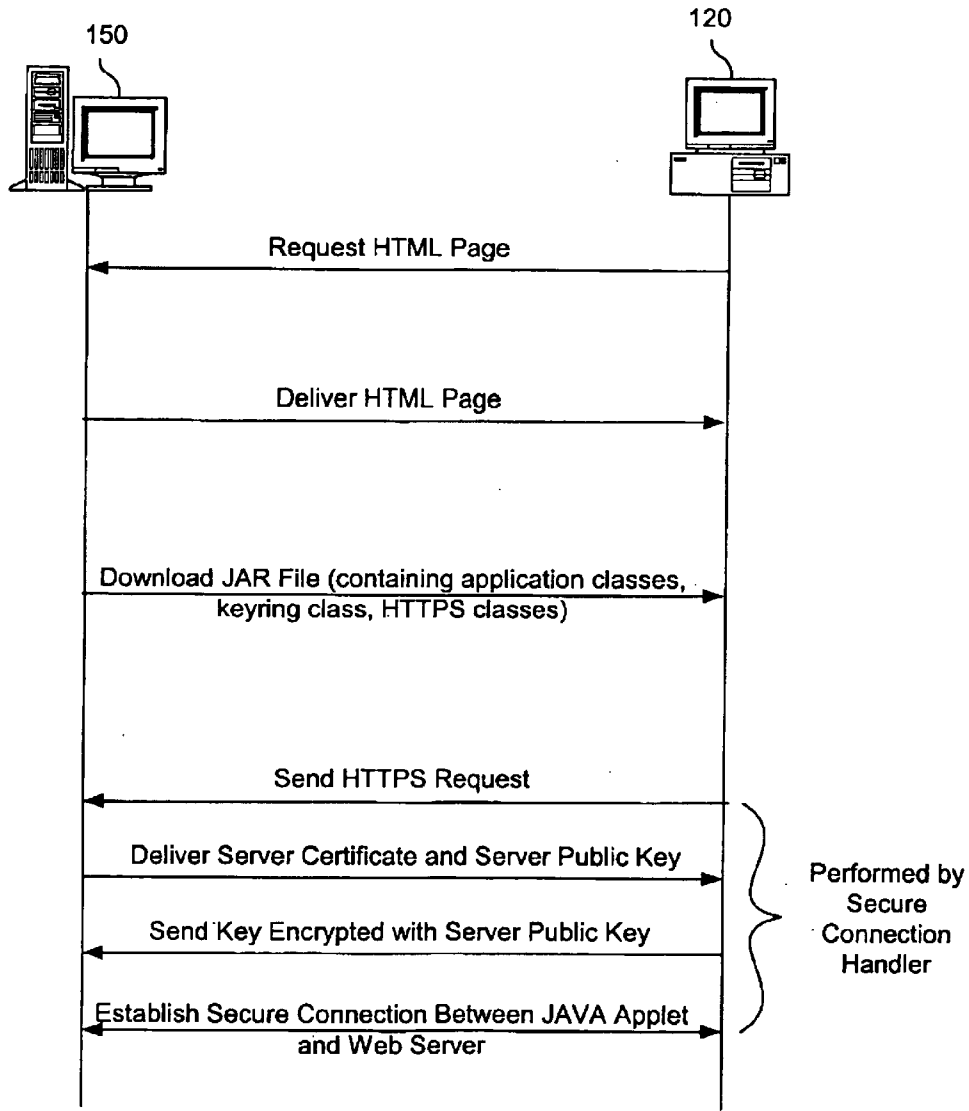 150
120
Request HTML Page
Deliver HTML Page
Download JAR File (containing application classes,
keyring class, HTTPS classes)
Send HTTPS Request
Deliver Server Certificate and Server Public Key
Send Key Encrypted with Server Public Key
Establish Secure Connection Between JAVA Applet
and Web Server
Performed by
Secure
Connection
Handler